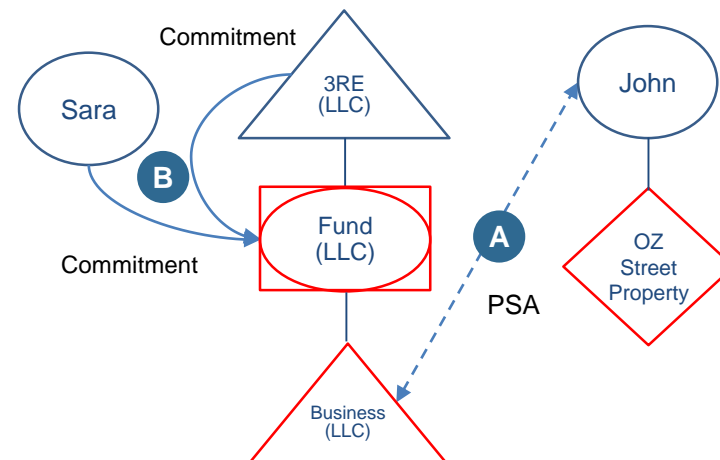 Commitment
3RE
(LLC)
Sara
John
B
Fund
(LLC)
A
OZ
Street
Property
Commitment
PSA
Business
(LLC)